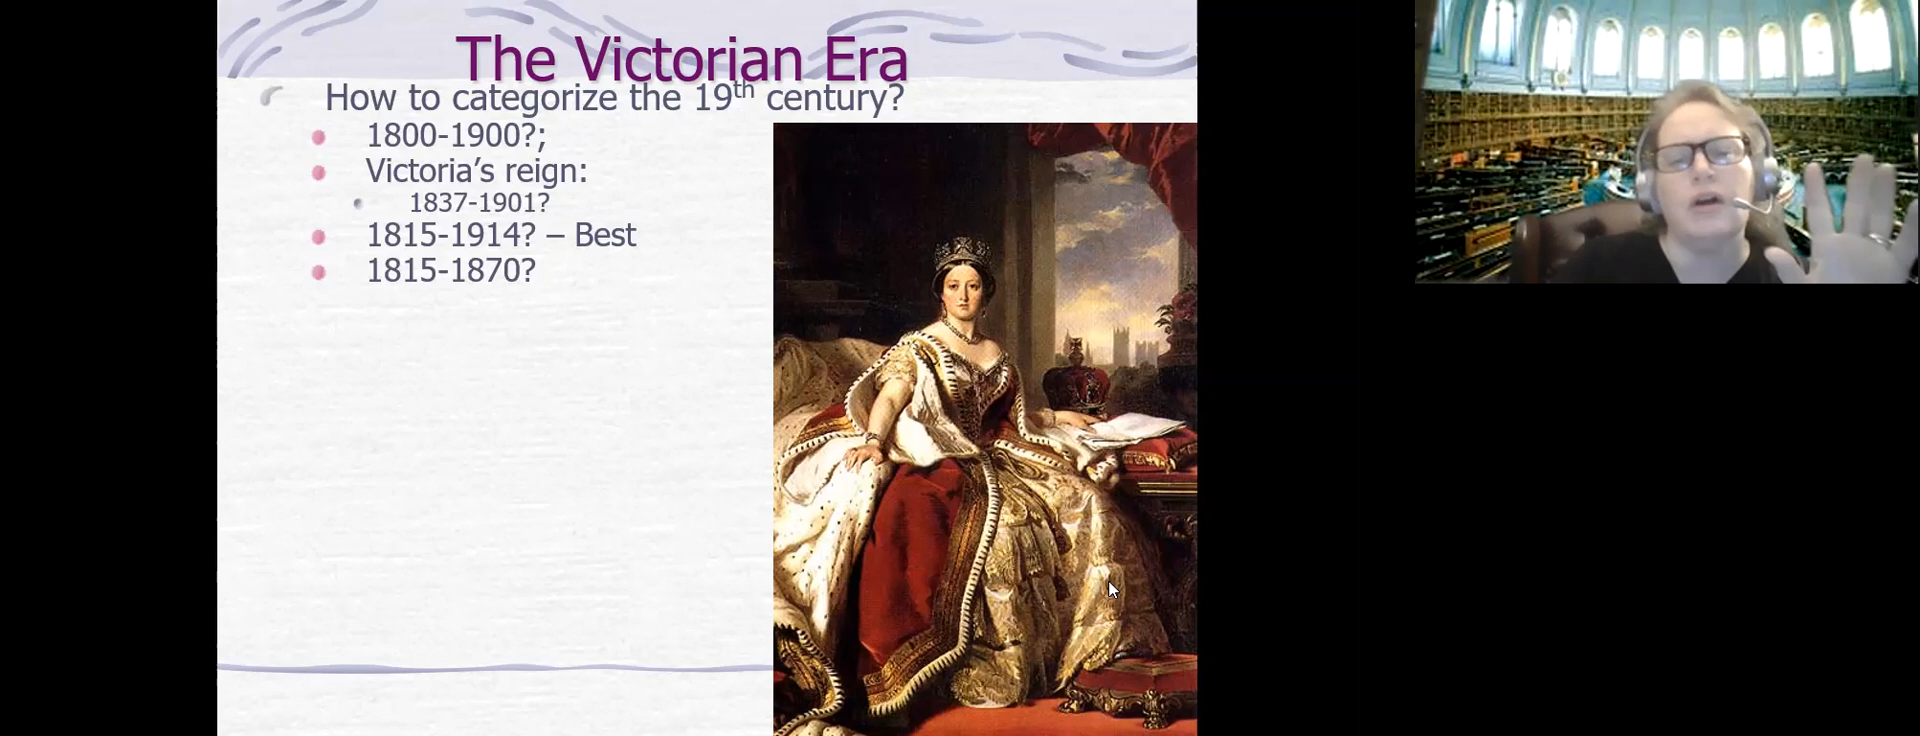 The Victorian Era
How to categorize the 19th century?
1800-1900?;
Victoria's reign:
1837-1901?
1815-1914? – Best
1815-1870?